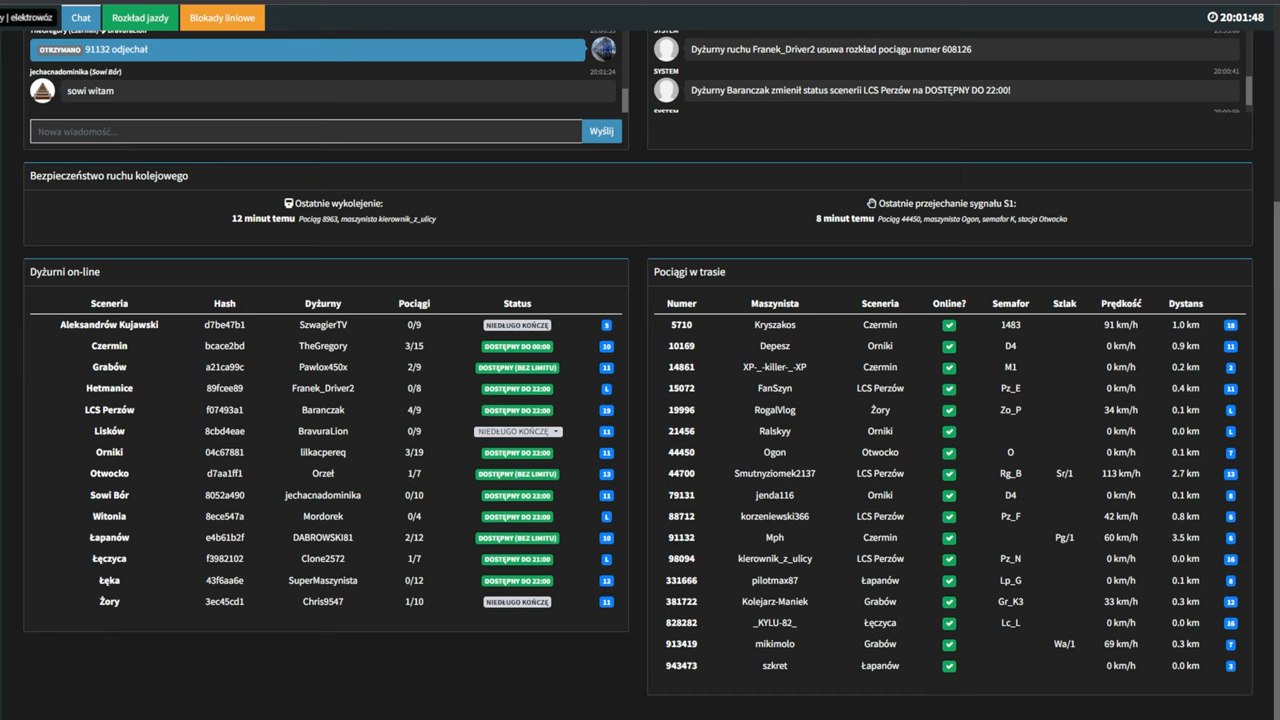 y | elektrowóz Chat Rozkład jazdy Blokady liniowe 20:01:48
OTRZYMANO 91132 odjechał
jechacnadominika (Sowi Bór) 20:01:24
sowi witam
Nowa wiadomość... Wyślij
Dyżurny ruchu Franek_Driver2 usuwa rozkład pociągu numer 608126
SYSTEM 20:00:41
Dyżurny Baranczak zmienił status scenerii LCS Perzów na DOSTĘPNY DO 22:00!
SYSTEM 20:00:59
Bezpieczeństwo ruchu kolejowego
Ostatnie wykolejenie:
12 minut temu Pociąg 8963, maszynista kierownik_z_ulicy
Ostatnie przejechanie sygnału S1:
8 minut temu Pociąg 44450, maszynista Ogon, semafor K, stacja Otwocko
Dyżurni on-line
Sceneria Hash Dyżurny Pociągi Status
Aleksandrów Kujawski d7be47b1 SzwagierTV 0/9 NIEDŁUGO KOŃCZĘ 5
Czermin bcace2bd TheGregory 3/15 DOSTĘPNY DO 00:00 10
Grabów a21ca99c Pawlox450x 2/9 DOSTĘPNY (BEZ LIMITU) 11
Hetmanice 89fcee89 Franek_Driver2 0/8 DOSTĘPNY DO 22:00 L
LCS Perzów f07493a1 Baranczak 4/9 DOSTĘPNY DO 22:00 19
Lisków 8cbd4eae BravuraLion 0/9 NIEDŁUGO KOŃCZĘ 11
Orniki 04c67881 lilkacpereq 3/19 DOSTĘPNY DO 22:00 11
Otwocko d7aa1ff1 Orzeł 1/7 DOSTĘPNY (BEZ LIMITU) 13
Sowi Bór 8052a490 jechacnadominika 0/10 DOSTĘPNY DO 23:00 11
Witonia 8ece547a Mordorek 0/4 DOSTĘPNY DO 23:00 L
Łapanów e4b61b2f DABROWSKI81 2/12 DOSTĘPNY (BEZ LIMITU) 10
Łęczyca f3982102 Clone2572 1/7 DOSTĘPNY DO 21:00 L
Łęka 43f6aa6e SuperMaszynista 0/12 DOSTĘPNY DO 22:00 12
Żory 3ec45cd1 Chris9547 1/10 NIEDŁUGO KOŃCZĘ 11
Pociągi w trasie
Numer Maszynista Sceneria Online? Semafor Szlak Prędkość Dystans
5710 Kryszakos Czermin 1483 91 km/h 1.0 km 18
10169 Depesz Orniki D4 0 km/h 0.9 km 11
14861 XP-_-killer-_-XP Czermin M1 0 km/h 0.2 km 2
15072 FanSzyn LCS Perzów Pz_E 0 km/h 0.4 km 11
19996 RogalVlog Żory Zo_P 34 km/h 0.1 km L
21456 Ralskyy Orniki 0 km/h 0.0 km L
44450 Ogon Otwocko O 0 km/h 0.1 km 7
44700 Smutnyziomek2137 LCS Perzów Rg_B Sr/1 113 km/h 2.7 km 13
79131 jenda116 Orniki D4 0 km/h 0.1 km 8
88712 korzeniewski366 LCS Perzów Pz_F 42 km/h 0.8 km 6
91132 Mph Czermin Pg/1 60 km/h 3.5 km 6
98094 kierownik_z_ulicy LCS Perzów Pz_N 0 km/h 0.0 km 16
331666 pilotmax87 Łapanów Lp_G 0 km/h 0.1 km 8
381722 Kolejarz-Maniek Grabów Gr_K3 33 km/h 0.3 km 12
828282 _KYLU-82_ Łęczyca Lc_L 0 km/h 0.0 km 16
913419 mikimolo Grabów Wa/1 69 km/h 0.3 km 7
943473 szkret Łapanów 0 km/h 0.0 km 3